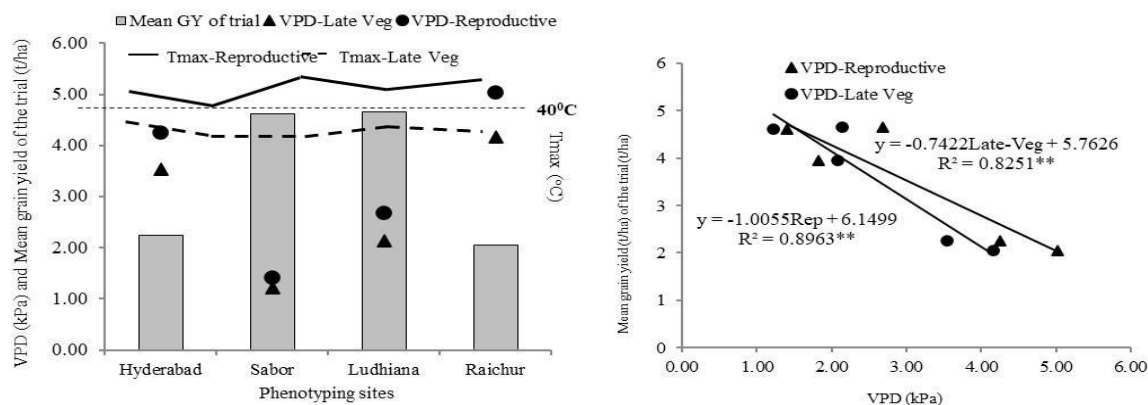 Mean GY of trial VPD-Late Veg VPD-Reproductive
6.00
5.00
4.00
3.00
2.00
1.00
0.00
VPD (kPa) and Mean grain yield of the trial (t/ha)
Tmax-Reproductive Tmax-Late Veg
40⁰C
Tmax (⁰C)
Hyderabad Sabor Ludhiana Raichur
Phenotyping sites
VPD-Reproductive
VPD-Late Veg
6
5
4
3
2
1
0
Mean grain yield (t/ha) of the trial (t/ha)
y = -0.7422Late-Veg + 5.7626
R² = 0.8251**
y = -1.0055Rep + 6.1499
R² = 0.8963**
0.00 1.00 2.00 3.00 4.00 5.00 6.00
VPD (kPa)